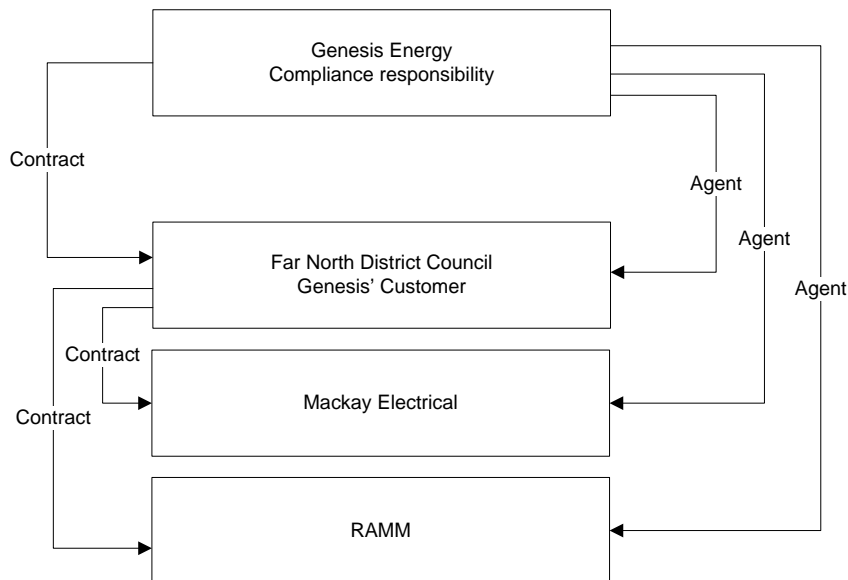 Genesis Energy
Compliance responsibility
Contract
Agent
Agent
Far North District Council
Genesis’ Customer
Agent
Contract
Mackay Electrical
Contract
RAMM